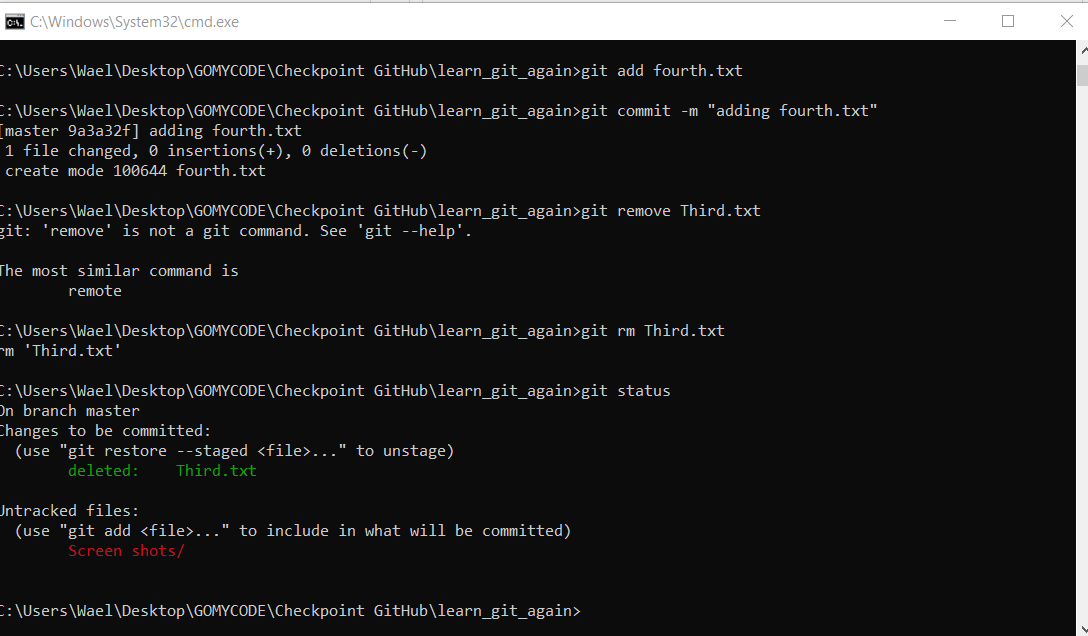 C:\Windows\System32\cmd.exe
C:\Users\Wael\Desktop\GOMYCODE\Checkpoint GitHub\learn_git_again>git add fourth.txt
C:\Users\Wael\Desktop\GOMYCODE\Checkpoint GitHub\learn_git_again>git commit -m "adding fourth.txt"
[master 9a3a32f] adding fourth.txt
 1 file changed, 0 insertions(+), 0 deletions(-)
 create mode 100644 fourth.txt
C:\Users\Wael\Desktop\GOMYCODE\Checkpoint GitHub\learn_git_again>git remove Third.txt
git: 'remove' is not a git command. See 'git --help'.
The most similar command is
        remote
C:\Users\Wael\Desktop\GOMYCODE\Checkpoint GitHub\learn_git_again>git rm Third.txt
rm 'Third.txt'
C:\Users\Wael\Desktop\GOMYCODE\Checkpoint GitHub\learn_git_again>git status
On branch master
Changes to be committed:
  (use "git restore --staged <file>..." to unstage)
        deleted:    Third.txt
Untracked files:
  (use "git add <file>..." to include in what will be committed)
        Screen shots/
C:\Users\Wael\Desktop\GOMYCODE\Checkpoint GitHub\learn_git_again>